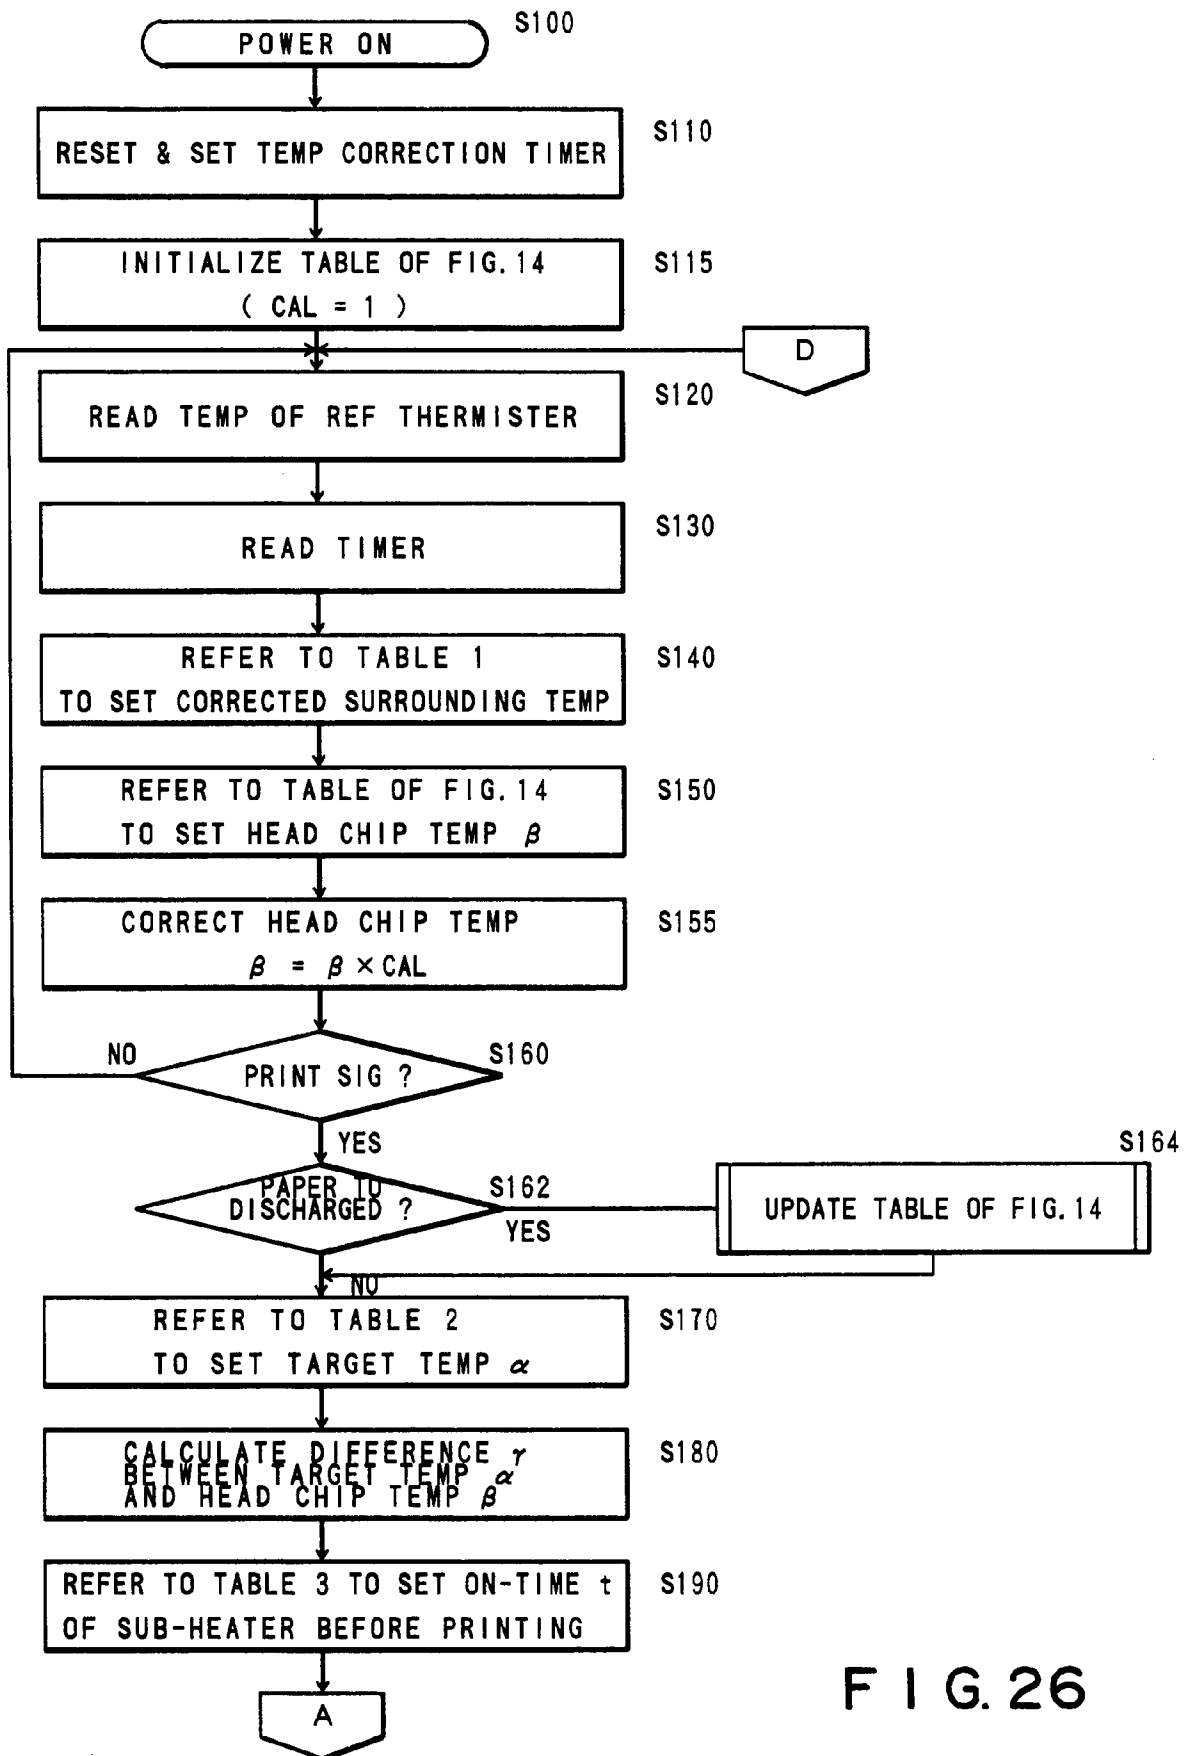 POWER ON
S100
RESET & SET TEMP CORRECTION TIMER
S110
INITIALIZE TABLE OF FIG.14
( CAL = 1 )
S115
D
READ TEMP OF REF THERMISTER
S120
READ TIMER
S130
REFER TO TABLE 1
TO SET CORRECTED SURROUNDING TEMP
S140
REFER TO TABLE OF FIG.14
TO SET HEAD CHIP TEMP β
S150
CORRECT HEAD CHIP TEMP
β = β × CAL
S155
NO
PRINT SIG ?
S160
YES
PAPER TO
DISCHARGED ?
S162
YES
UPDATE TABLE OF FIG.14
S164
NO
REFER TO TABLE 2
TO SET TARGET TEMP α
S170
CALCULATE DIFFERENCE γ
BETWEEN TARGET TEMP α
AND HEAD CHIP TEMP β
S180
REFER TO TABLE 3 TO SET ON-TIME t
OF SUB-HEATER BEFORE PRINTING
S190
A
FIG.26